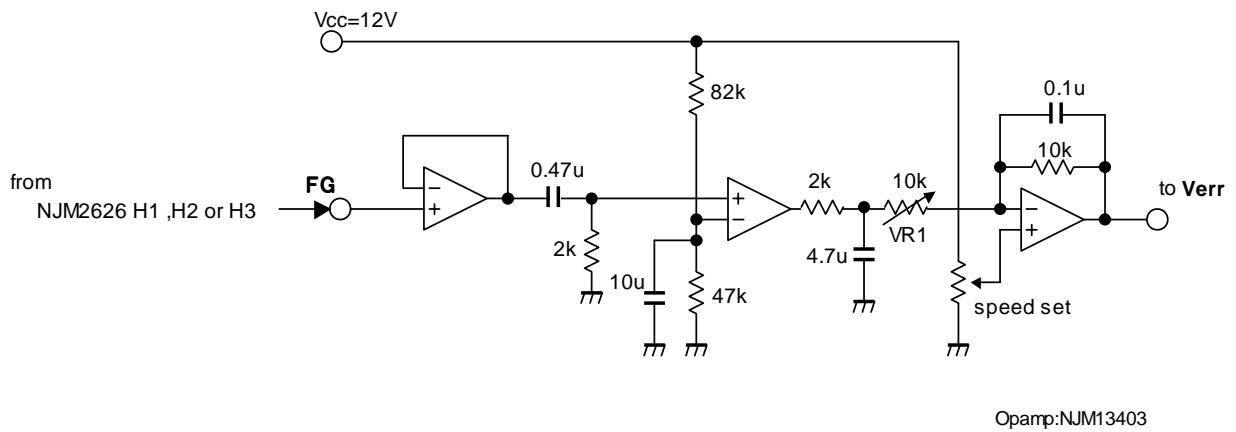 Vcc=12V
82k
0.1u
10k
from
NJM2626 H1 ,H2 or H3
FG
0.47u
2k
10k
to Verr
−
+
+
−
−
+
2k
10u
47k
4.7u
VR1
speed set
Opamp:NJM13403